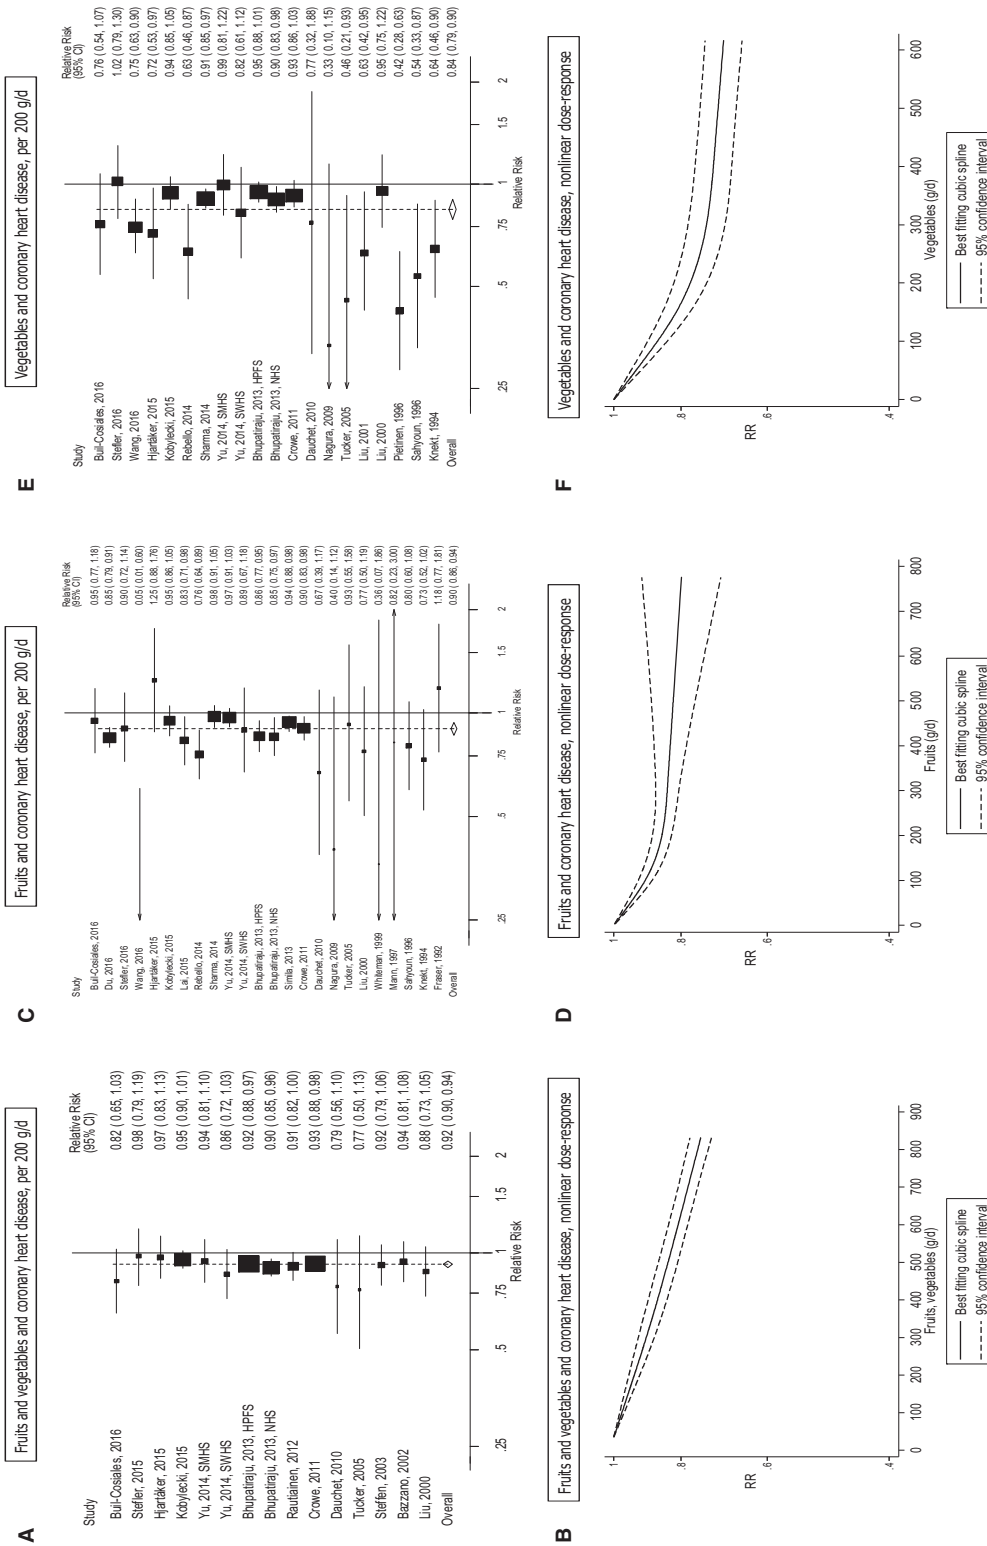 A
Fruits and vegetables and coronary heart disease, per 200 g/d
Study
Relative Risk
(95% CI)
Buil-Cosiales, 2016 0.82 ( 0.65, 1.03)
Stefler, 2015 0.98 ( 0.79, 1.19)
Hjartåker, 2015 0.97 ( 0.83, 1.13)
Kobylecki, 2015 0.95 ( 0.90, 1.01)
Yu, 2014, SMHS 0.94 ( 0.81, 1.10)
Yu, 2014, SWHS 0.86 ( 0.72, 1.03)
Bhupatiraju, 2013, HPFS 0.92 ( 0.88, 0.97)
Bhupatiraju, 2013, NHS 0.90 ( 0.85, 0.96)
Rautiainen, 2012 0.91 ( 0.82, 1.00)
Crowe, 2011 0.93 ( 0.88, 0.98)
Dauchet, 2010 0.79 ( 0.56, 1.10)
Tucker, 2005 0.77 ( 0.50, 1.13)
Steffen, 2003 0.92 ( 0.79, 1.06)
Bazzano, 2002 0.94 ( 0.81, 1.08)
Liu, 2000 0.88 ( 0.73, 1.05)
Overall 0.92 ( 0.90, 0.94)
.25 .5 .75 1 1.5 2
Relative Risk
B
Fruits and vegetables and coronary heart disease, nonlinear dose-response
1
.8
.6
.4
RR
0 100 200 300 400 500 600 700 800 900
Fruits, vegetables (g/d)
Best fitting cubic spline
95% confidence interval
C
Fruits and coronary heart disease, per 200 g/d
Study
Relative Risk
(95% CI)
Buil-Cosiales, 2016 0.95 ( 0.77, 1.18)
Du, 2016 0.85 ( 0.79, 0.91)
Stefler, 2016 0.90 ( 0.72, 1.14)
Wang, 2016 0.05 ( 0.01, 0.60)
Hjartåker, 2015 1.25 ( 0.88, 1.76)
Kobylecki, 2015 0.95 ( 0.86, 1.05)
Lai, 2015 0.83 ( 0.71, 0.98)
Rebello, 2014 0.76 ( 0.64, 0.89)
Sharma, 2014 0.98 ( 0.91, 1.05)
Yu, 2014, SMHS 0.97 ( 0.91, 1.03)
Yu, 2014, SWHS 0.89 ( 0.67, 1.18)
Bhupatiraju, 2013, HPFS 0.86 ( 0.77, 0.95)
Bhupatiraju, 2013, NHS 0.85 ( 0.75, 0.97)
Simila, 2013 0.94 ( 0.88, 0.98)
Crowe, 2011 0.90 ( 0.83, 0.98)
Dauchet, 2010 0.67 ( 0.39, 1.17)
Nagura, 2009 0.40 ( 0.14, 1.12)
Tucker, 2005 0.93 ( 0.55, 1.58)
Liu, 2000 0.77 ( 0.50, 1.19)
Whiteman, 1999 0.36 ( 0.07, 1.86)
Mann, 1997 0.82 ( 0.23, 3.00)
Sahyoun, 1996 0.80 ( 0.60, 1.08)
Knekt, 1994 0.73 ( 0.52, 1.02)
Fraser, 1992 1.18 ( 0.77, 1.81)
Overall 0.90 ( 0.86, 0.94)
.25 .5 .75 1 1.5 2
Relative Risk
D
Fruits and coronary heart disease, nonlinear dose-response
1
.8
.6
.4
RR
0 100 200 300 400 500 600 700 800
Fruits (g/d)
Best fitting cubic spline
95% confidence interval
E
Vegetables and coronary heart disease, per 200 g/d
Study
Relative Risk
(95% CI)
Buil-Cosiales, 2016 0.76 ( 0.54, 1.07)
Stefler, 2016 1.02 ( 0.79, 1.30)
Wang, 2016 0.75 ( 0.63, 0.90)
Hjartåker, 2015 0.72 ( 0.53, 0.97)
Kobylecki, 2015 0.94 ( 0.85, 1.05)
Rebello, 2014 0.63 ( 0.46, 0.87)
Sharma, 2014 0.91 ( 0.85, 0.97)
Yu, 2014, SMHS 0.99 ( 0.81, 1.22)
Yu, 2014, SWHS 0.82 ( 0.61, 1.12)
Bhupatiraju, 2013, HPFS 0.95 ( 0.88, 1.01)
Bhupatiraju, 2013, NHS 0.90 ( 0.83, 0.98)
Crowe, 2011 0.93 ( 0.86, 1.03)
Dauchet, 2010 0.77 ( 0.32, 1.88)
Nagura, 2009 0.33 ( 0.10, 1.15)
Tucker, 2005 0.46 ( 0.21, 0.93)
Liu, 2001 0.63 ( 0.42, 0.95)
Liu, 2000 0.95 ( 0.75, 1.22)
Pietinen, 1996 0.42 ( 0.28, 0.63)
Sahyoun, 1996 0.54 ( 0.33, 0.87)
Knekt, 1994 0.64 ( 0.46, 0.90)
Overall 0.84 ( 0.79, 0.90)
.25 .5 .75 1 1.5 2
Relative Risk
F
Vegetables and coronary heart disease, nonlinear dose-response
1
.8
.6
.4
RR
0 100 200 300 400 500 600
Vegetables (g/d)
Best fitting cubic spline
95% confidence interval